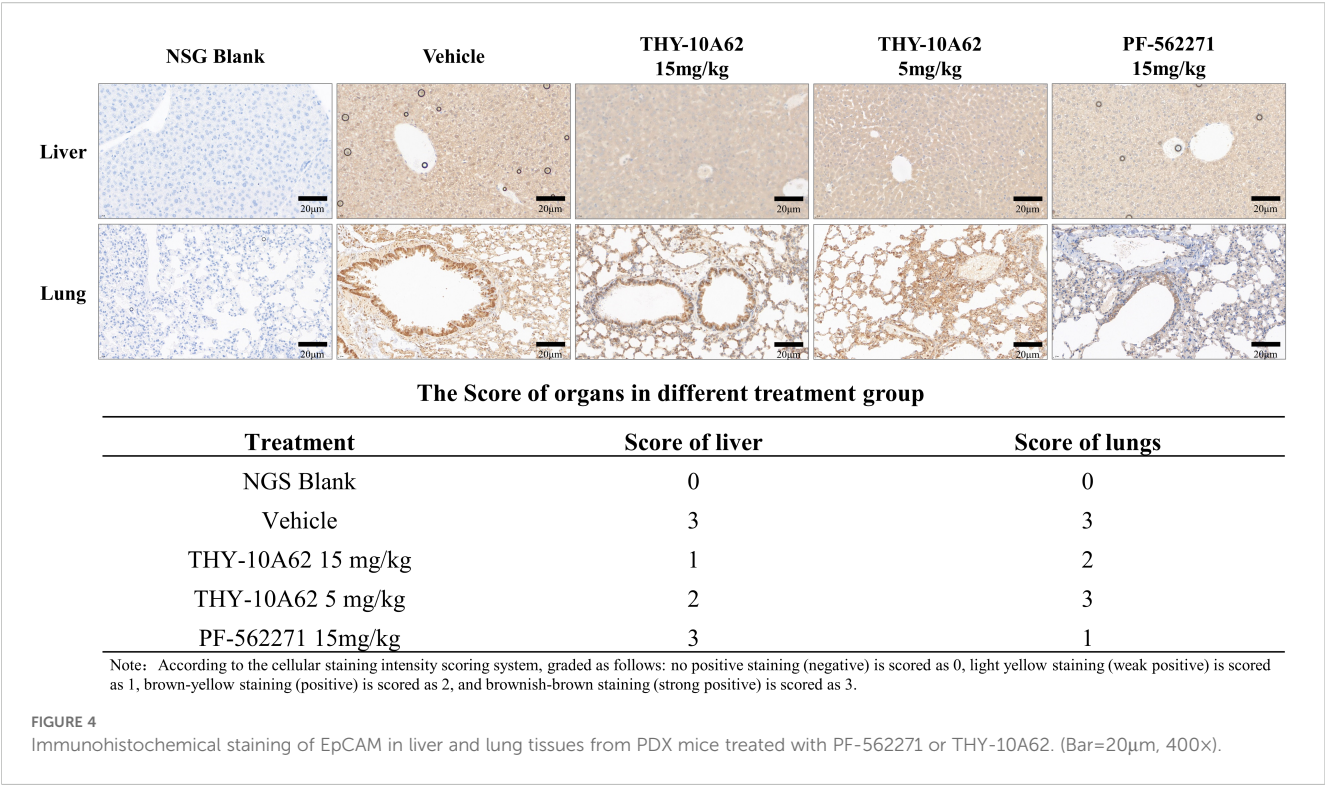 NSG Blank
Vehicle
THY-10A62
15mg/kg
THY-10A62
5mg/kg
PF-562271
15mg/kg
Liver
20μm
20μm
20μm
20μm
20μm
Lung
20μm
20μm
20μm
20μm
20μm
The Score of organs in different treatment group
Treatment Score of liver Score of lungs
NGS Blank 0 0
Vehicle 3 3
THY-10A62 15 mg/kg 1 2
THY-10A62 5 mg/kg 2 3
PF-562271 15mg/kg 3 1
Note：According to the cellular staining intensity scoring system, graded as follows: no positive staining (negative) is scored as 0, light yellow staining (weak positive) is scored
as 1, brown-yellow staining (positive) is scored as 2, and brownish-brown staining (strong positive) is scored as 3.
FIGURE 4
Immunohistochemical staining of EpCAM in liver and lung tissues from PDX mice treated with PF-562271 or THY-10A62. (Bar=20μm, 400×).